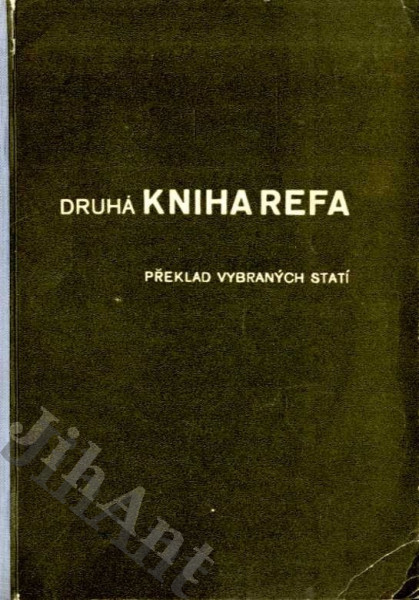 DRUHÁ KNIHA REFA
PŘEKLAD VYBRANÝCH STATÍ
JihAnt